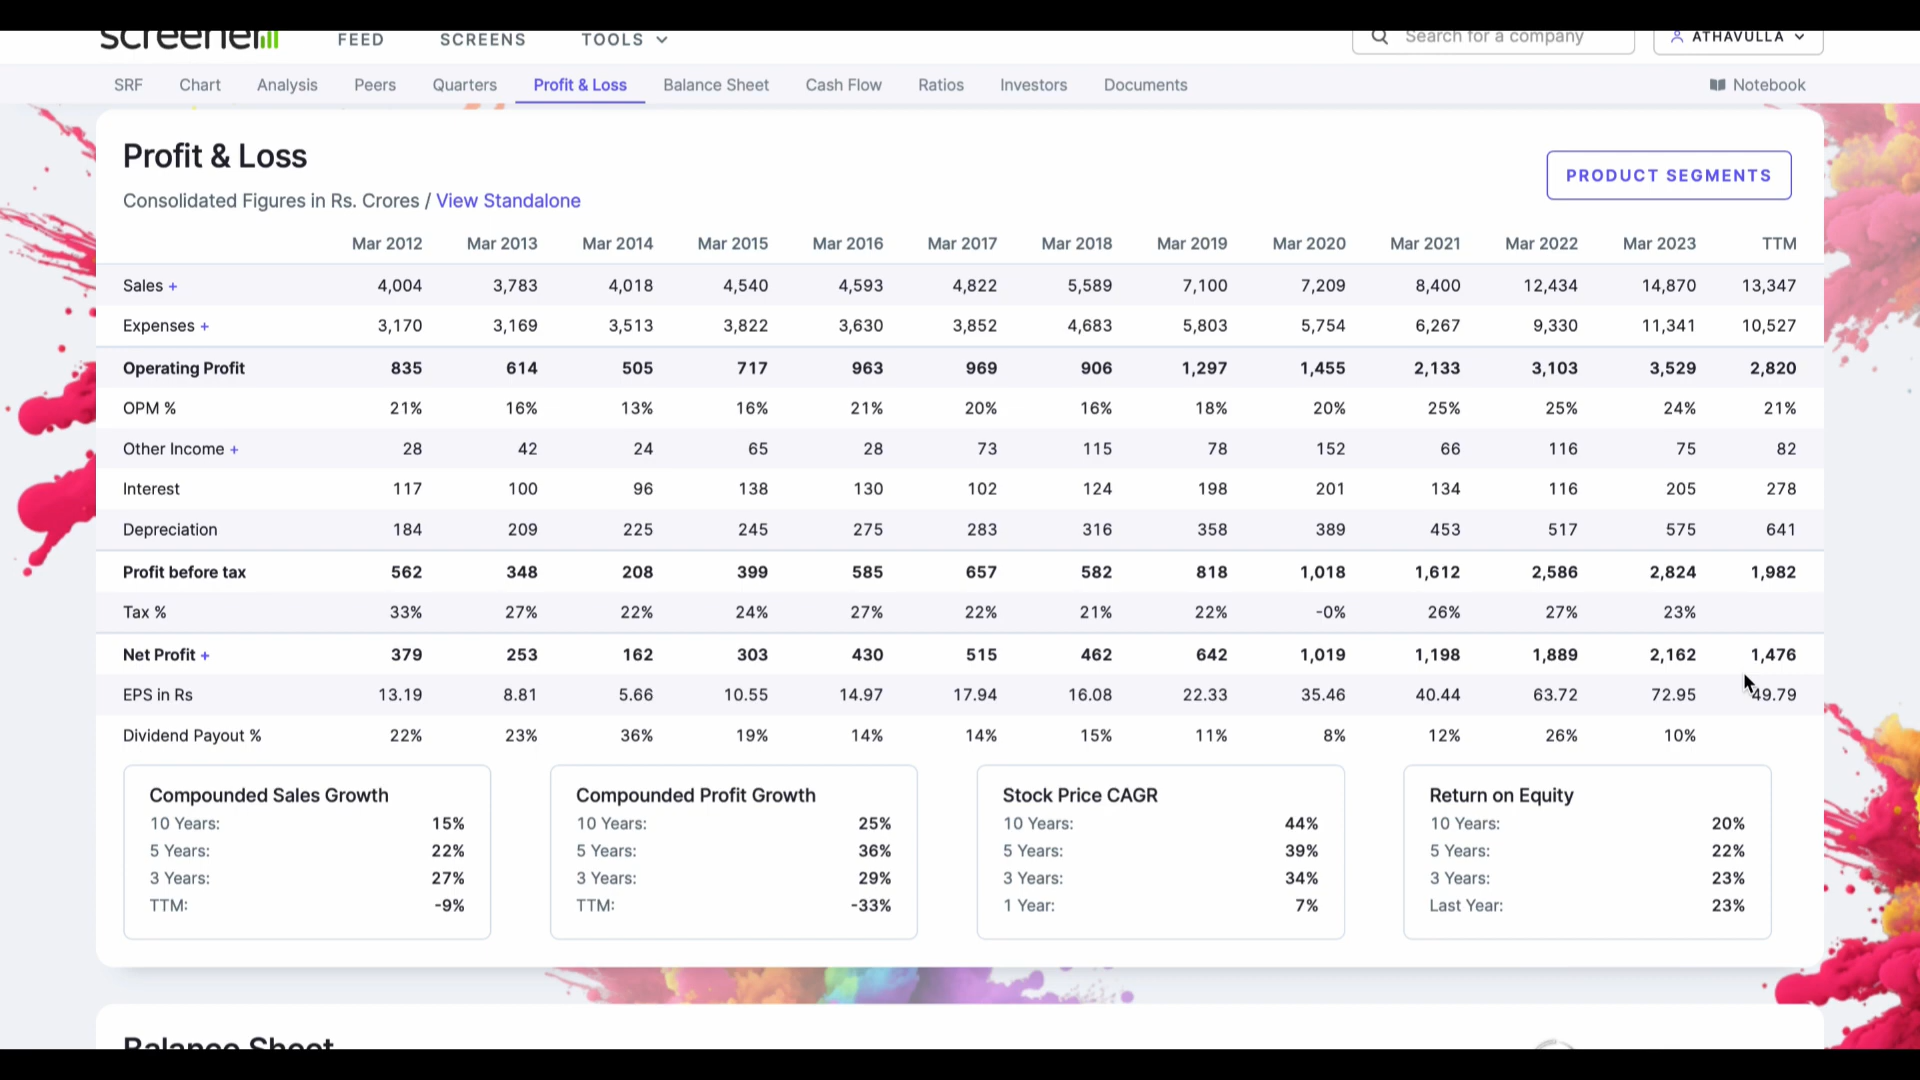 screener
FEED SCREENS TOOLS
Search for a company
ATHAVULLA
SRF Chart Analysis Peers Quarters Profit & Loss Balance Sheet Cash Flow Ratios Investors Documents Notebook
Profit & Loss
PRODUCT SEGMENTS
Consolidated Figures in Rs. Crores / View Standalone
Mar 2012 Mar 2013 Mar 2014 Mar 2015 Mar 2016 Mar 2017 Mar 2018 Mar 2019 Mar 2020 Mar 2021 Mar 2022 Mar 2023 TTM
Sales + 4,004 3,783 4,018 4,540 4,593 4,822 5,589 7,100 7,209 8,400 12,434 14,870 13,347
Expenses + 3,170 3,169 3,513 3,822 3,630 3,852 4,683 5,803 5,754 6,267 9,330 11,341 10,527
Operating Profit 835 614 505 717 963 969 906 1,297 1,455 2,133 3,103 3,529 2,820
OPM % 21% 16% 13% 16% 21% 20% 16% 18% 20% 25% 25% 24% 21%
Other Income + 28 42 24 65 28 73 115 78 152 66 116 75 82
Interest 117 100 96 138 130 102 124 198 201 134 116 205 278
Depreciation 184 209 225 245 275 283 316 358 389 453 517 575 641
Profit before tax 562 348 208 399 585 657 582 818 1,018 1,612 2,586 2,824 1,982
Tax % 33% 27% 22% 24% 27% 22% 21% 22% -0% 26% 27% 23%
Net Profit + 379 253 162 303 430 515 462 642 1,019 1,198 1,889 2,162 1,476
EPS in Rs 13.19 8.81 5.66 10.55 14.97 17.94 16.08 22.33 35.46 40.44 63.72 72.95 49.79
Dividend Payout % 22% 23% 36% 19% 14% 14% 15% 11% 8% 12% 26% 10%
Compounded Sales Growth
10 Years: 15%
5 Years: 22%
3 Years: 27%
TTM: -9%
Compounded Profit Growth
10 Years: 25%
5 Years: 36%
3 Years: 29%
TTM: -33%
Stock Price CAGR
10 Years: 44%
5 Years: 39%
3 Years: 34%
1 Year: 7%
Return on Equity
10 Years: 20%
5 Years: 22%
3 Years: 23%
Last Year: 23%
Balance Sheet